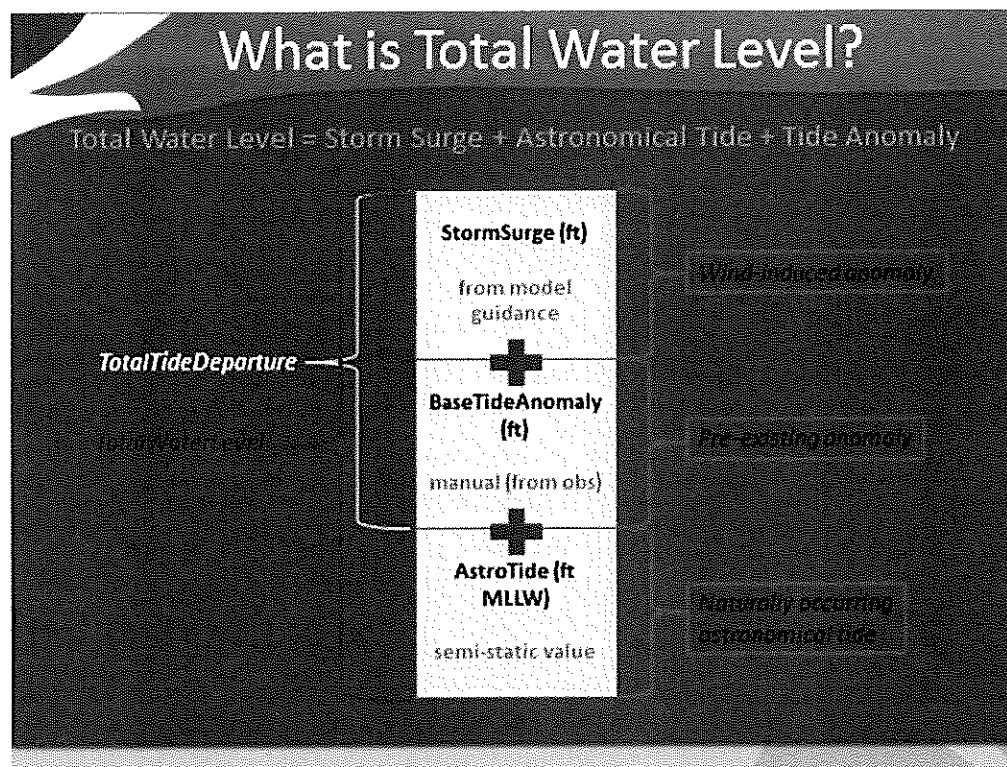 What is Total Water Level?
Total Water Level = Storm Surge + Astronomical Tide + Tide Anomaly
StormSurge (ft)
from model
guidance
Wind-induced anomaly
TotalTideDeparture
BaseTideAnomaly
(ft)
TotalWaterLevel
Pre-existing anomaly
manual (from obs)
AstroTide (ft
MLLW)
Naturally occurring
astronomical tide
semi-static value